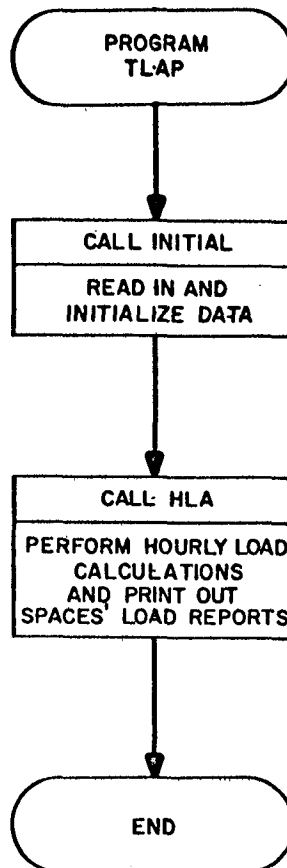 PROGRAM
TLAP
CALL INITIAL
READ IN AND
INITIALIZE DATA
CALL HLA
PERFORM HOURLY LOAD
CALCULATIONS
AND PRINT OUT
SPACES' LOAD REPORTS
END